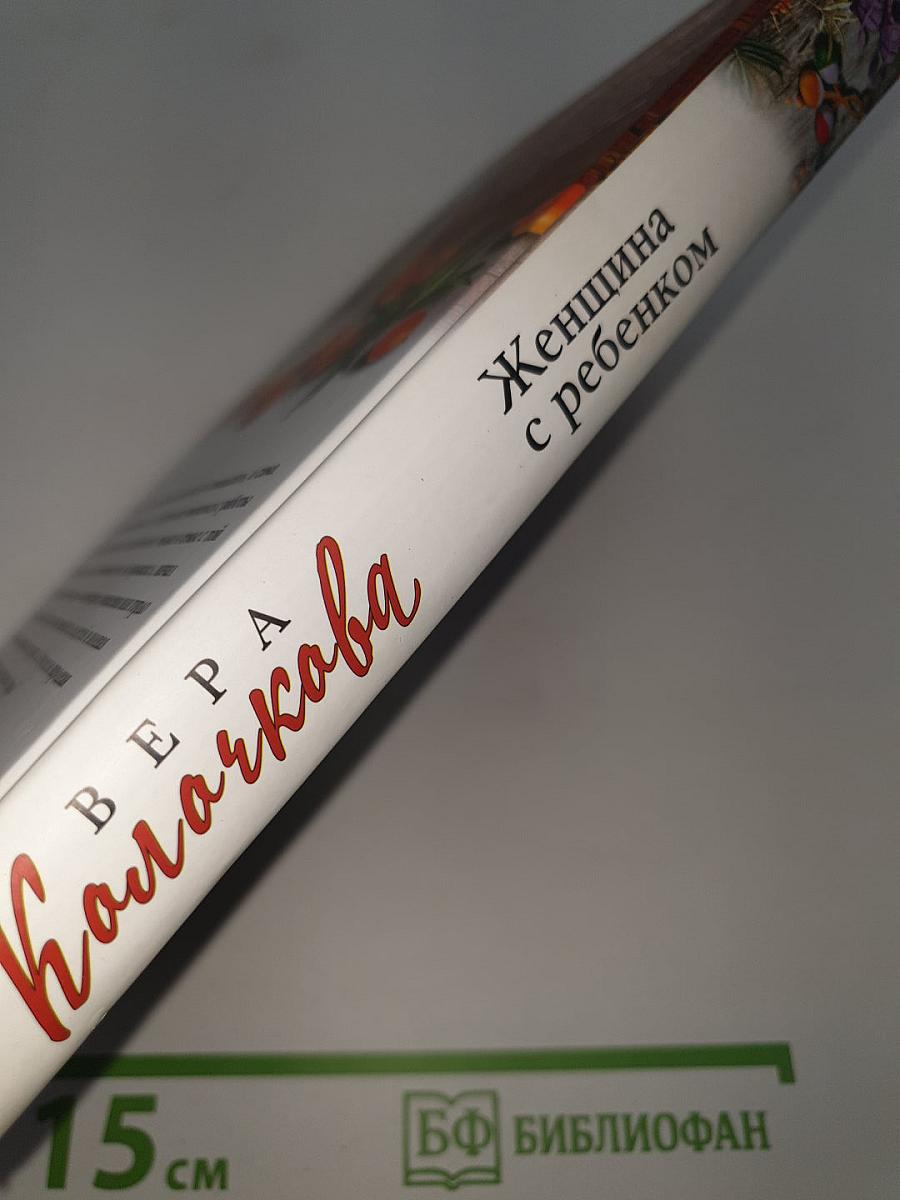 ВЕРА
Колочкова
Женщина
с ребенком
15 см
БФ БИБЛИОФАН